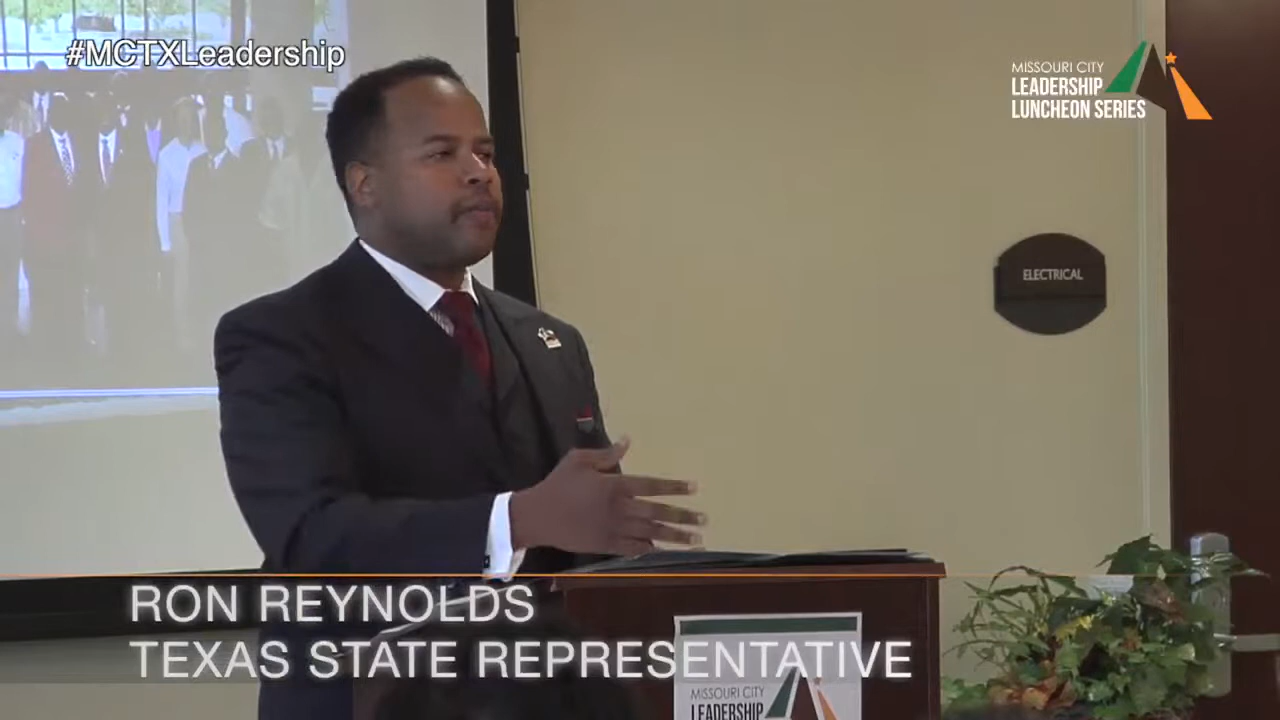 #MCTXLeadership
MISSOURI CITY
LEADERSHIP
LUNCHEON SERIES
ELECTRICAL
RON REYNOLDS
TEXAS STATE REPRESENTATIVE
MISSOURI CITY
LEADERSHIP